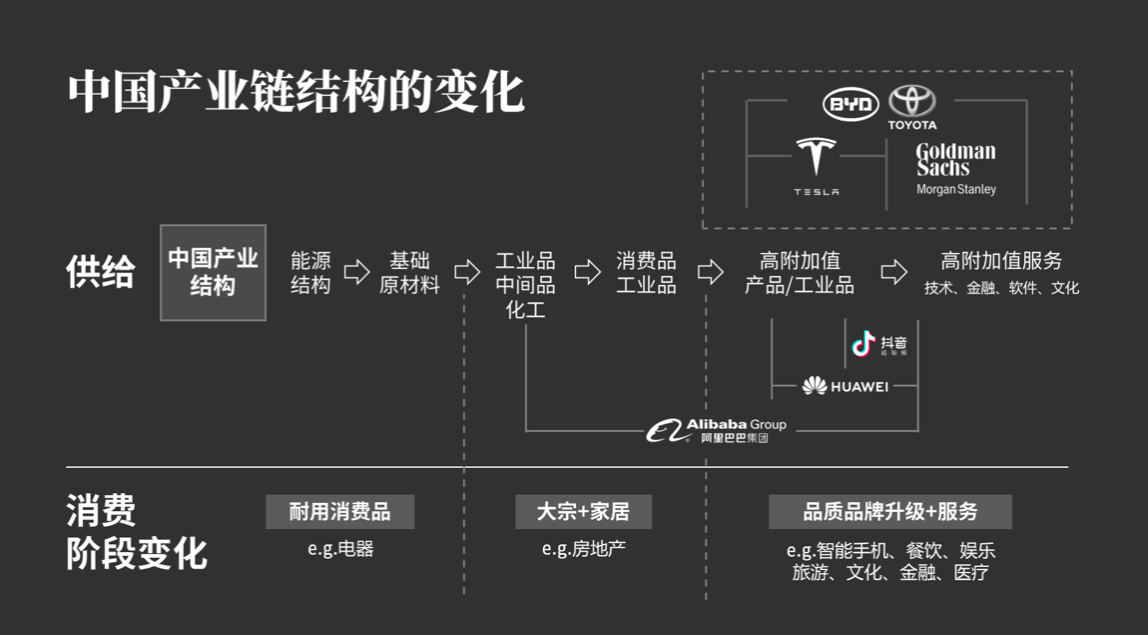 中国产业链结构的变化
BYD
TOYOTA
TESLA
Goldman
Sachs
Morgan Stanley
供给
中国产业
结构
能源
结构
基础
原材料
工业品
中间品
化工
消费品
工业品
高附加值
产品/工业品
高附加值服务
技术、金融、软件、文化
抖音
HUAWEI
Alibaba Group
阿里巴巴集团
消费
阶段变化
耐用消费品
e.g.电器
大宗+家居
e.g.房地产
品质品牌升级+服务
e.g.智能手机、餐饮、娱乐
旅游、文化、金融、医疗